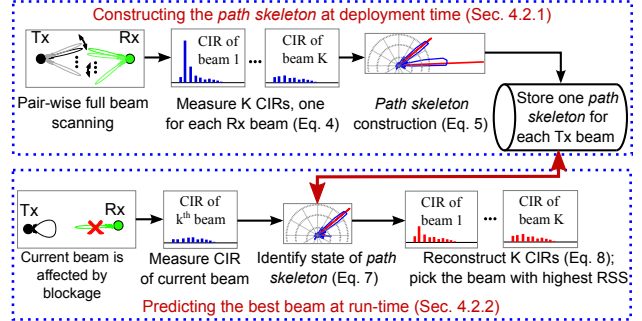 Constructing the path skeleton at deployment time (Sec. 4.2.1)
Tx
Rx
CIR of
beam 1
...
CIR of
beam K
Pair-wise full beam
scanning
Measure K CIRs, one
for each Rx beam (Eq. 4)
Path skeleton
construction (Eq. 5)
Store one path
skeleton for
each Tx beam
Tx
Rx
CIR of
kth beam
CIR of
beam 1
...
CIR of
beam K
Current beam is
affected by
blockage
Measure CIR
of current beam
Identify state of path
skeleton (Eq. 7)
Reconstruct K CIRs (Eq. 8);
pick the beam with highest RSS
Predicting the best beam at run-time (Sec. 4.2.2)